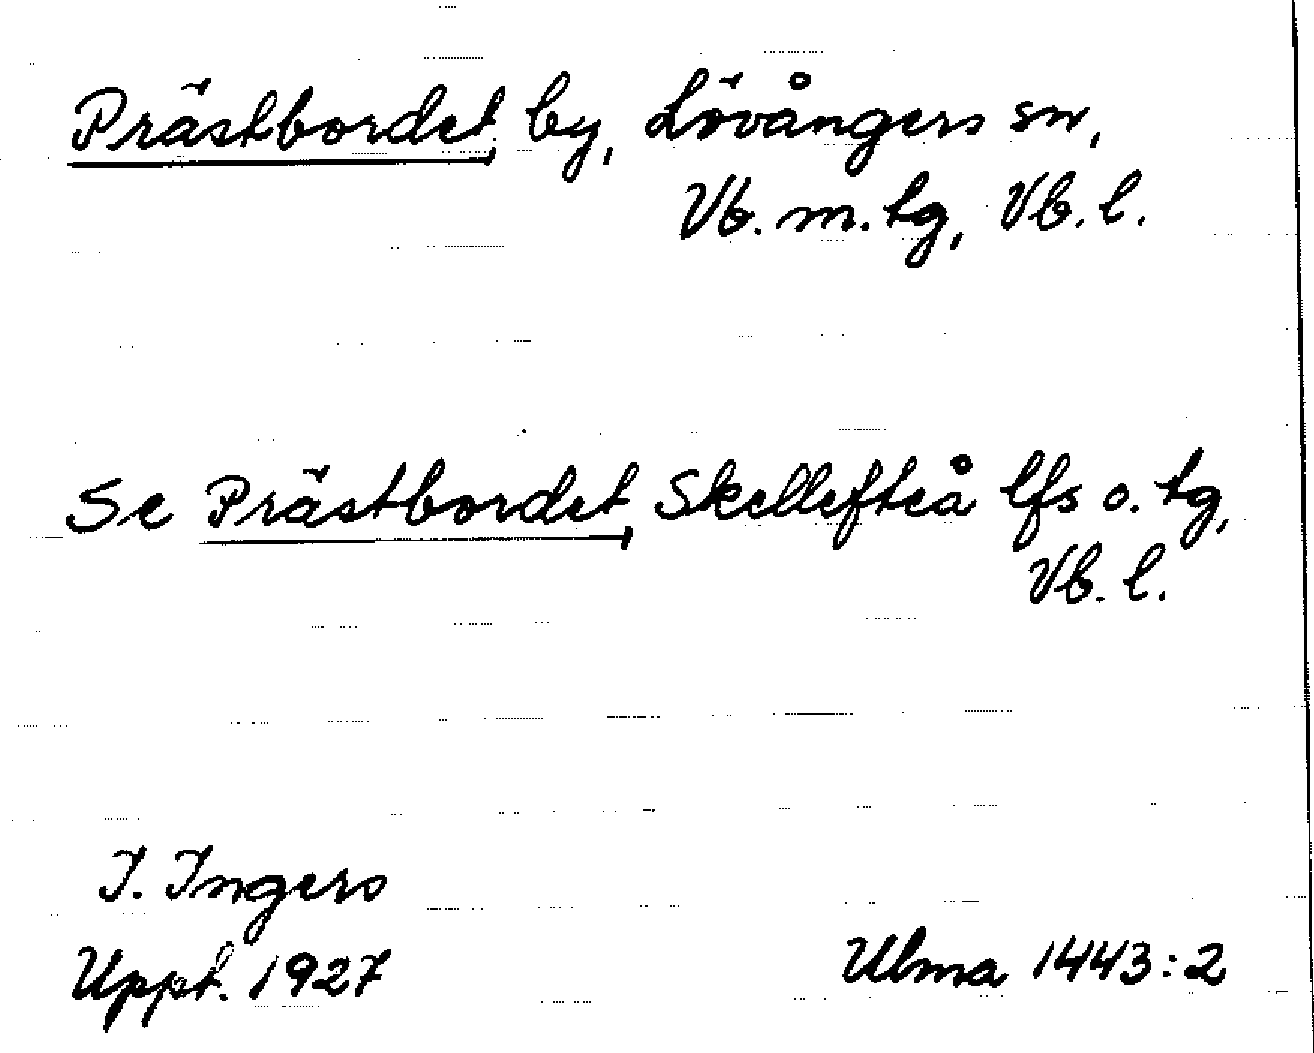 Prästbordet, by, Lövångers sn,
Vb. m. tg, Vb. l.
Se Prästbordet, Skellefteå lfs o. tg,
Vb. l.
I. Ingers
Uppt. 1927
Ulma 1443:2